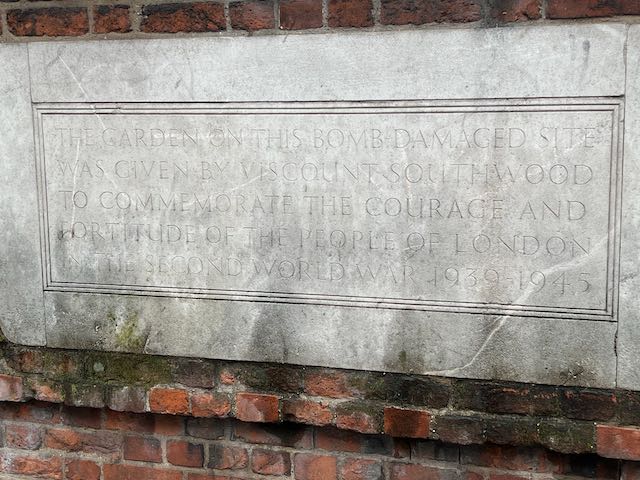 THE GARDEN ON THIS BOMB-DAMAGED SITE
WAS GIVEN BY VISCOUNT SOUTHWOOD
TO COMMEMORATE THE COURAGE AND
FORTITUDE OF THE PEOPLE OF LONDON
IN THE SECOND WORLD WAR 1939-1945